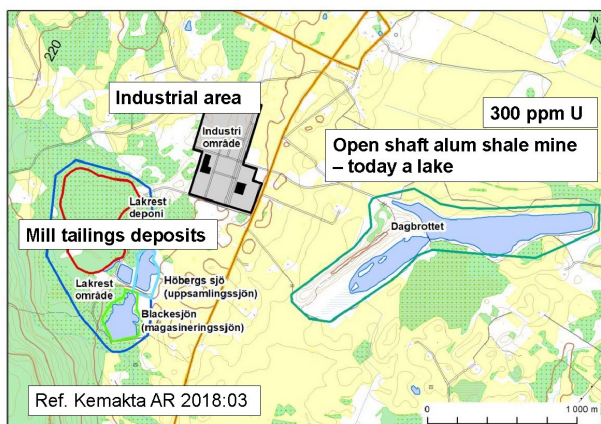 220
N
Industrial area
300 ppm U
Industri
område
Open shaft alum shale mine
– today a lake
Lakrest
deponi
Dagbrottet
Mill tailings deposits
Lakrest
område
Höbergs sjö
(uppsamlingssjön)
Blackesjön
(magasineringssjön)
Ref. Kemakta AR 2018:03
0
1 000 m